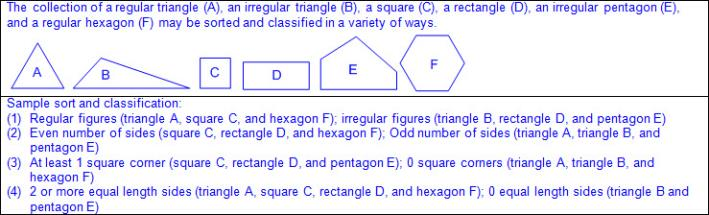 The collection of a regular triangle (A), an irregular triangle (B), a square (C), a rectangle (D), an irregular pentagon (E),
and a regular hexagon (F) may be sorted and classified in a variety of ways.
A B C D E F
Sample sort and classification:
(1) Regular figures (triangle A, square C, and hexagon F); irregular figures (triangle B, rectangle D, and pentagon E)
(2) Even number of sides (square C, rectangle D, and hexagon F); Odd number of sides (triangle A, triangle B, and
pentagon E)
(3) At least 1 square corner (square C, rectangle D, and pentagon E); 0 square corners (triangle A, triangle B, and
hexagon F)
(4) 2 or more equal length sides (triangle A, square C, rectangle D, and hexagon F); 0 equal length sides (triangle B and
pentagon E)